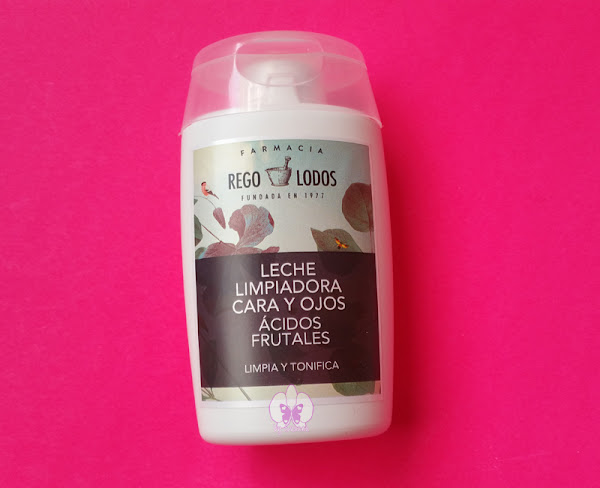 FARMACIA
REGO LODOS
FUNDADA EN 1977
LECHE
LIMPIADORA
CARA Y OJOS
ÁCIDOS
FRUTALES
LIMPIA Y TONIFICA